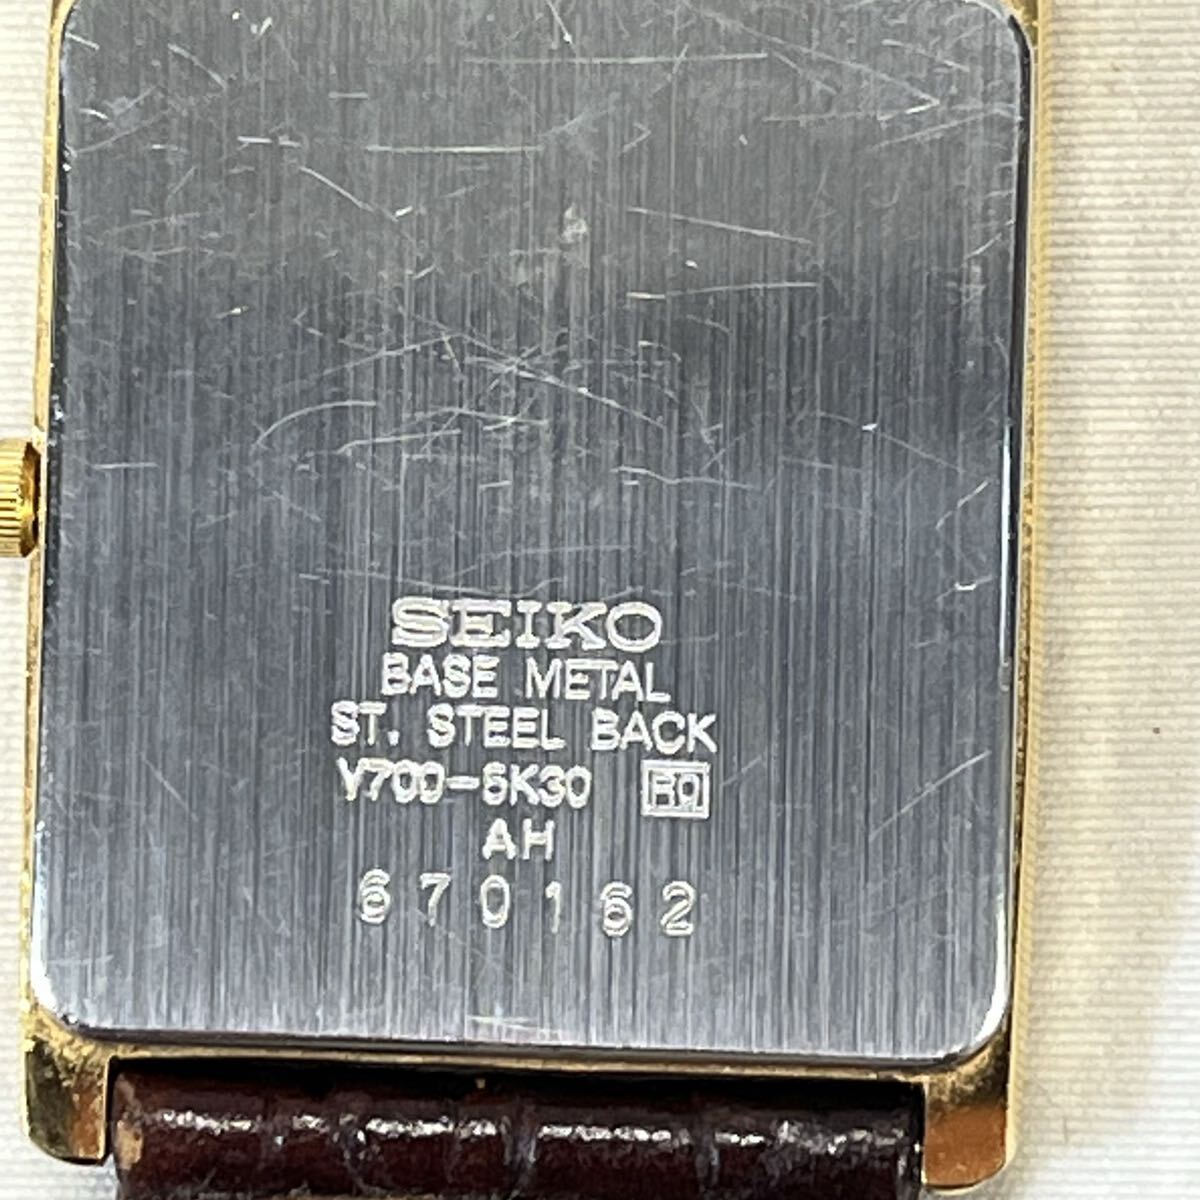 SEIKO
BASE METAL
ST. STEEL BACK
V700-5K30 R0
AH
670162